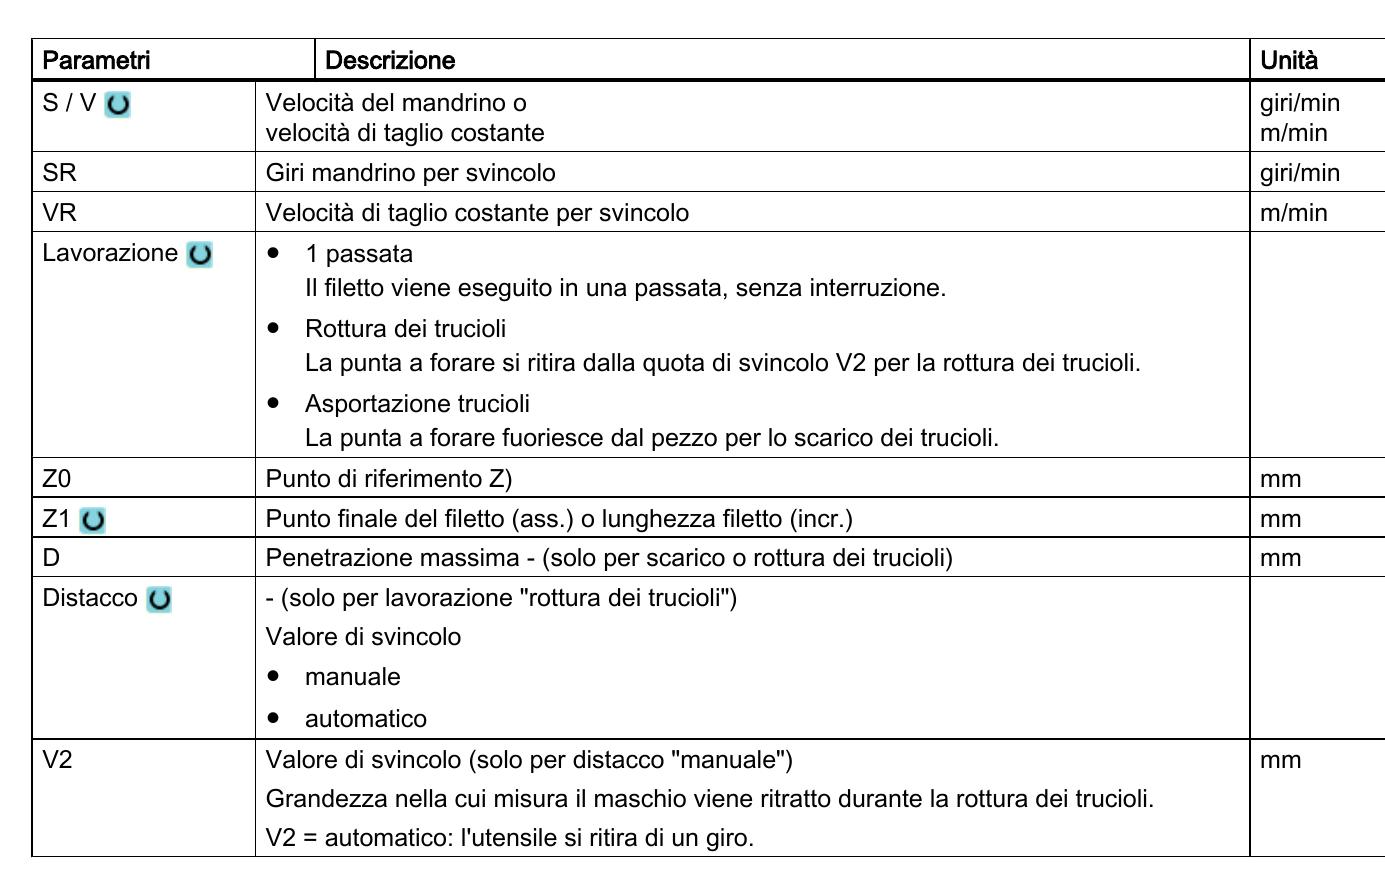 Parametri Descrizione Unità
S / V Velocità del mandrino o giri/min
velocità di taglio costante m/min
SR Giri mandrino per svincolo giri/min
VR Velocità di taglio costante per svincolo m/min
Lavorazione ● 1 passata
Il filetto viene eseguito in una passata, senza interruzione.
● Rottura dei trucioli
La punta a forare si ritira dalla quota di svincolo V2 per la rottura dei trucioli.
● Asportazione trucioli
La punta a forare fuoriesce dal pezzo per lo scarico dei trucioli.
Z0 Punto di riferimento Z) mm
Z1 Punto finale del filetto (ass.) o lunghezza filetto (incr.) mm
D Penetrazione massima - (solo per scarico o rottura dei trucioli) mm
Distacco - (solo per lavorazione "rottura dei trucioli")
Valore di svincolo
● manuale
● automatico
V2 Valore di svincolo (solo per distacco "manuale") mm
Grandezza nella cui misura il maschio viene ritratto durante la rottura dei trucioli.
V2 = automatico: l'utensile si ritira di un giro.